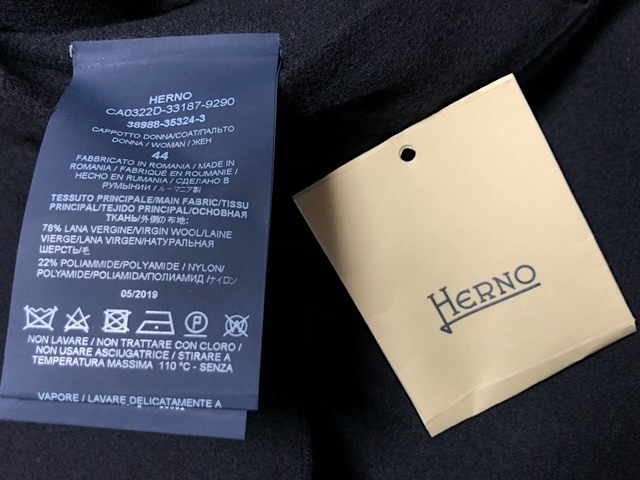 HERNO
CA0322D-33187-9290
38988-35324-3
CAPPOTTO DONNA/COAT/ПАЛЬТО
DONNA / WOMAN / ЖЕН
44
FABBRICATO IN ROMANIA / MADE IN
ROMANIA / FABRIQUÉ EN ROUMANIE /
HECHO EN RUMANIA / СДЕЛАНО В
РУМЫНИИ / ルーマニア製
TESSUTO PRINCIPALE/MAIN FABRIC/TISSU
PRINCIPAL/TEJIDO PRINCIPAL/ОСНОВНАЯ
ТКАНЬ/外側の布地:
78% LANA VERGINE/VIRGIN WOOL/LAINE
VIERGE/LANA VIRGEN/НАТУРАЛЬНАЯ
ШЕРСТЬ/毛
22% POLIAMMIDE/POLYAMIDE / NYLON/
POLYAMIDE/POLIAMIDA/ПОЛИАМИД /ナイロン
05/2019
P W
NON LAVARE / NON TRATTARE CON CLORO /
NON USARE ASCIUGATRICE / STIRARE A
TEMPERATURA MASSIMA 110 °C - SENZA
VAPORE / LAVARE DELICATAMENTE A
HERNO